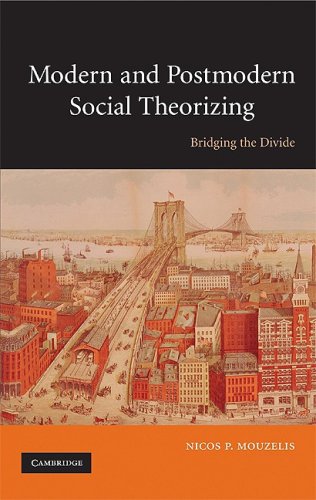 Modern and Postmodern
Social Theorizing
Bridging the Divide
NICOS P. MOUZELIS
CAMBRIDGE